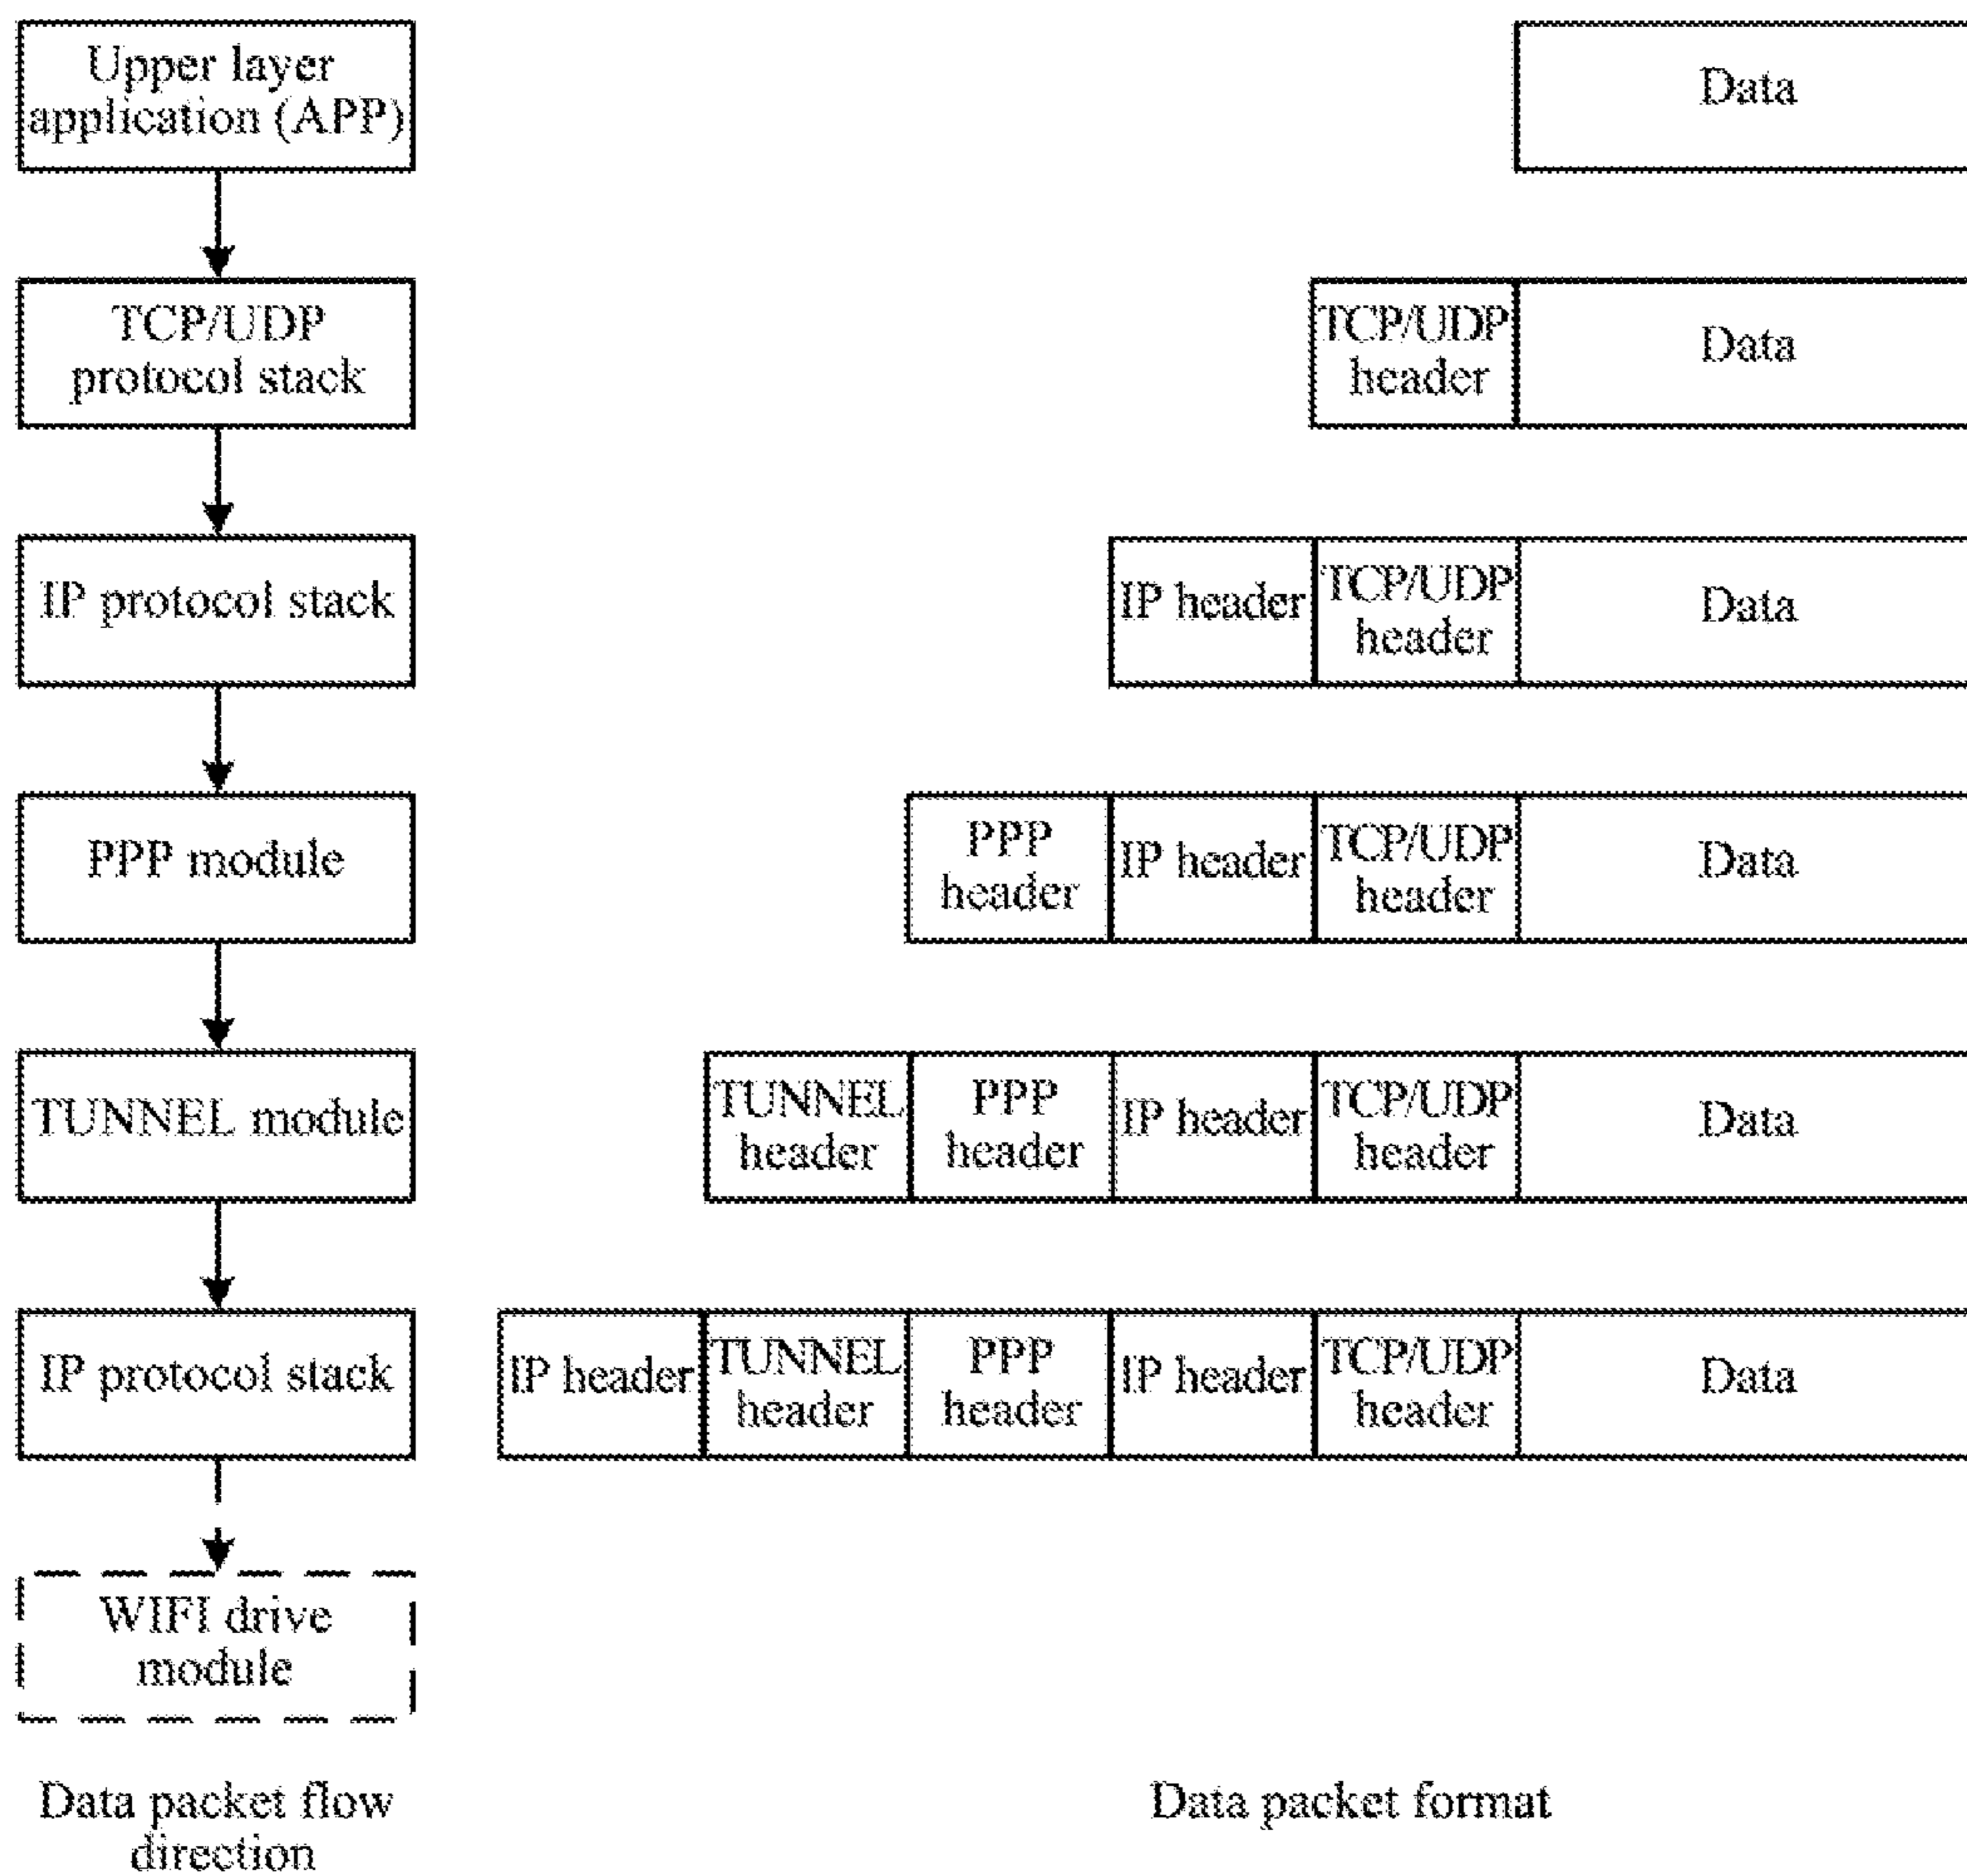 Upper layer
application (APP)
Data
TCP/UDP
protocol stack
TCP/UDP
header
Data
IP protocol stack
IP header
TCP/UDP
header
Data
PPP module
PPP
header
IP header
TCP/UDP
header
Data
TUNNEL module
TUNNEL
header
PPP
header
IP header
TCP/UDP
header
Data
IP protocol stack
IP header
TUNNEL
header
PPP
header
IP header
TCP/UDP
header
Data
WIFI drive
module
Data packet flow
direction
Data packet format